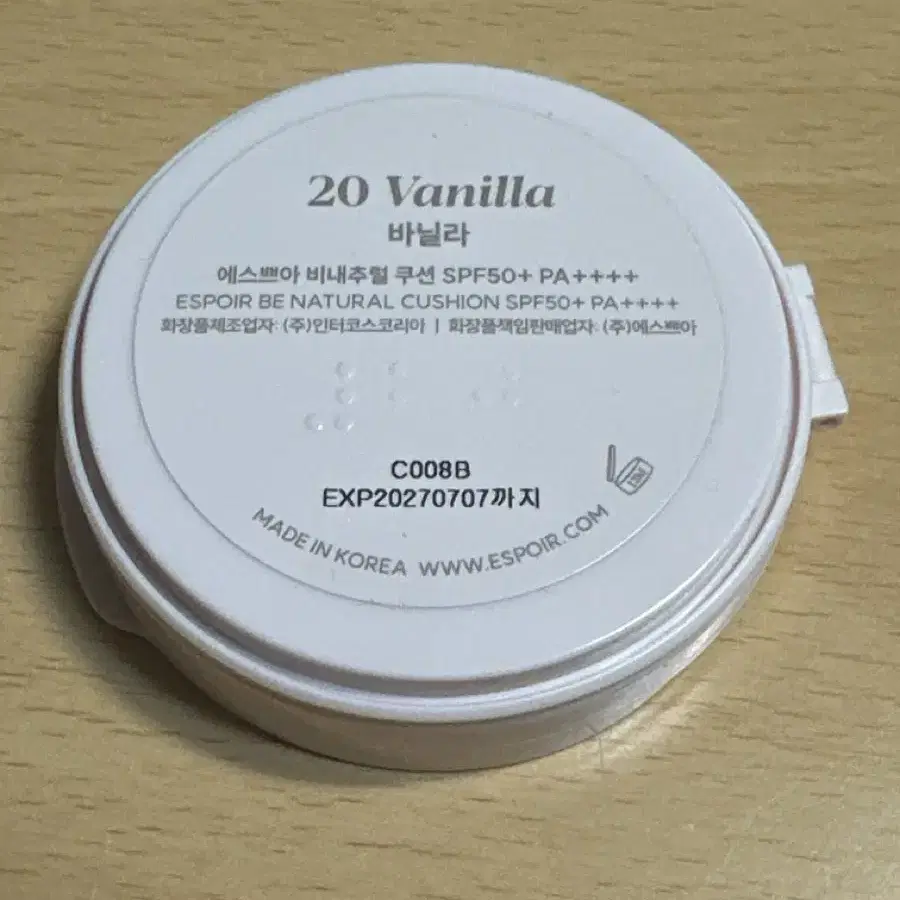 20 Vanilla
바닐라
에스쁘아 비내추럴 쿠션 SPF50+ PA++++
ESPOIR BE NATURAL CUSHION SPF50+ PA++++
화장품제조업자: (주)인터코스코리아 | 화장품책임판매업자: (주)에스쁘아
C008B
EXP20270707까지
MADE IN KOREA WWW.ESPOIR.COM